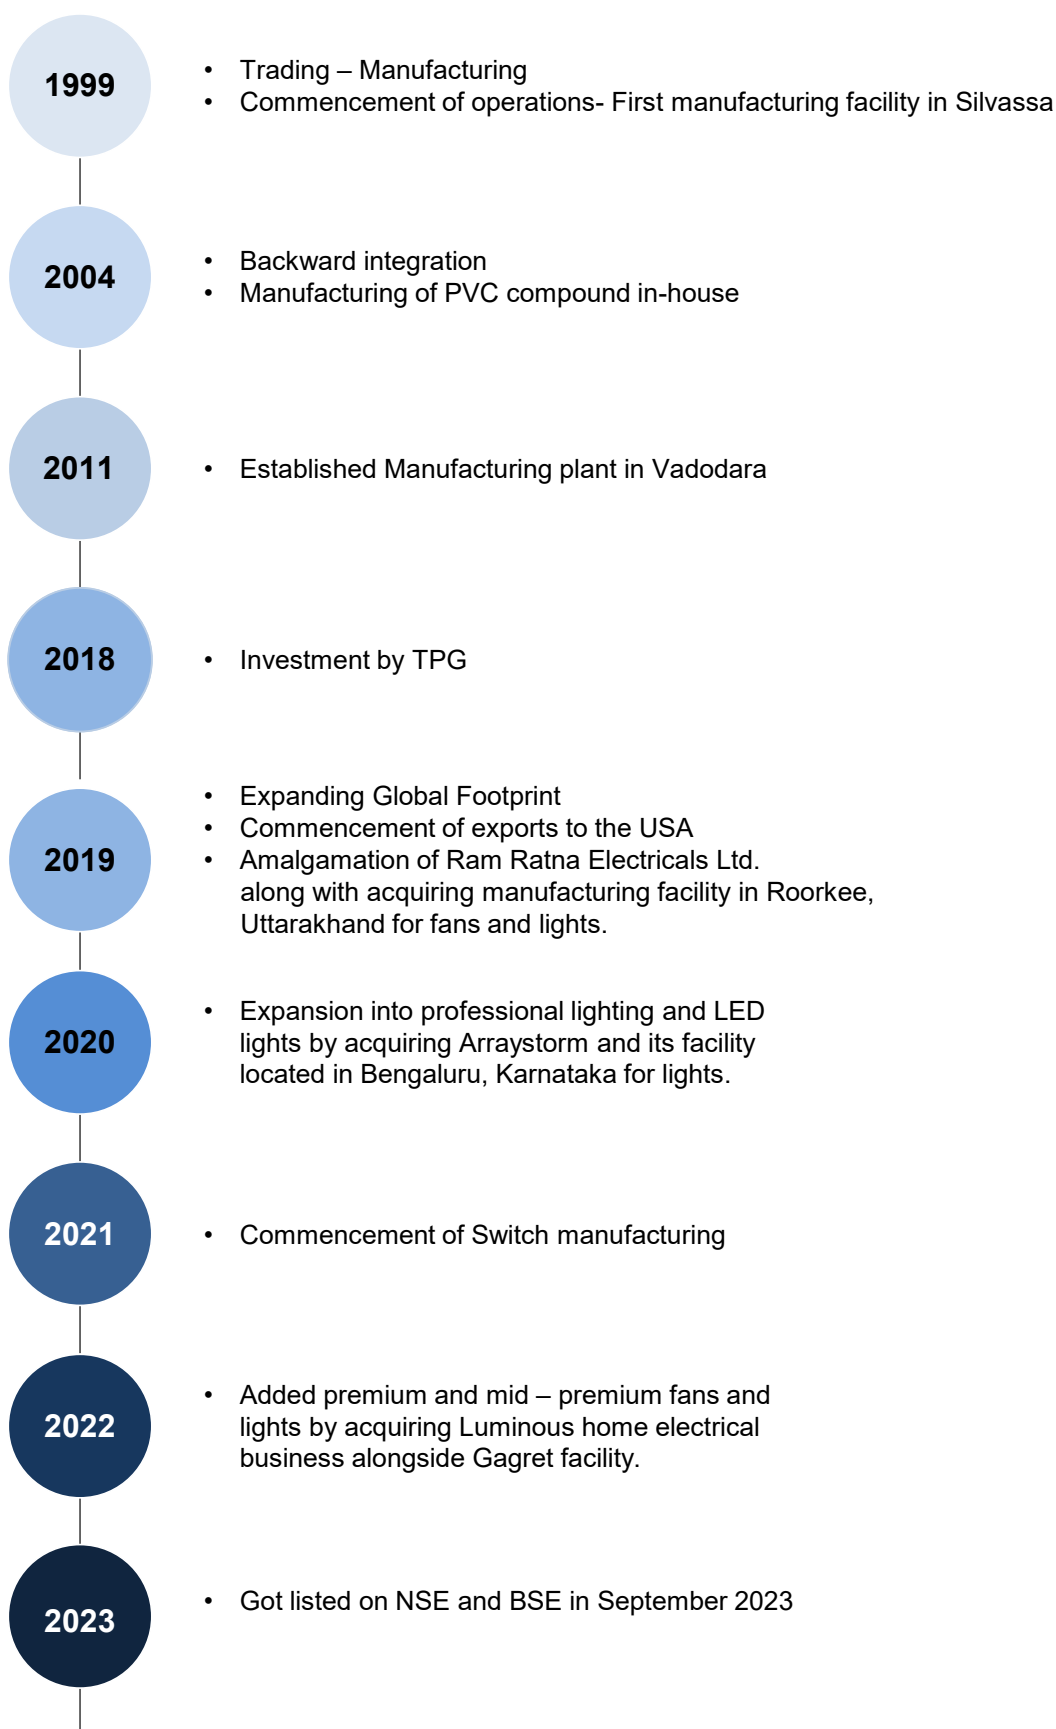 1999
• Trading – Manufacturing
• Commencement of operations- First manufacturing facility in Silvassa
2004
• Backward integration
• Manufacturing of PVC compound in-house
2011
• Established Manufacturing plant in Vadodara
2018
• Investment by TPG
2019
• Expanding Global Footprint
• Commencement of exports to the USA
• Amalgamation of Ram Ratna Electricals Ltd.
along with acquiring manufacturing facility in Roorkee,
Uttarakhand for fans and lights.
2020
• Expansion into professional lighting and LED
lights by acquiring Arraystorm and its facility
located in Bengaluru, Karnataka for lights.
2021
• Commencement of Switch manufacturing
2022
• Added premium and mid – premium fans and
lights by acquiring Luminous home electrical
business alongside Gagret facility.
2023
• Got listed on NSE and BSE in September 2023